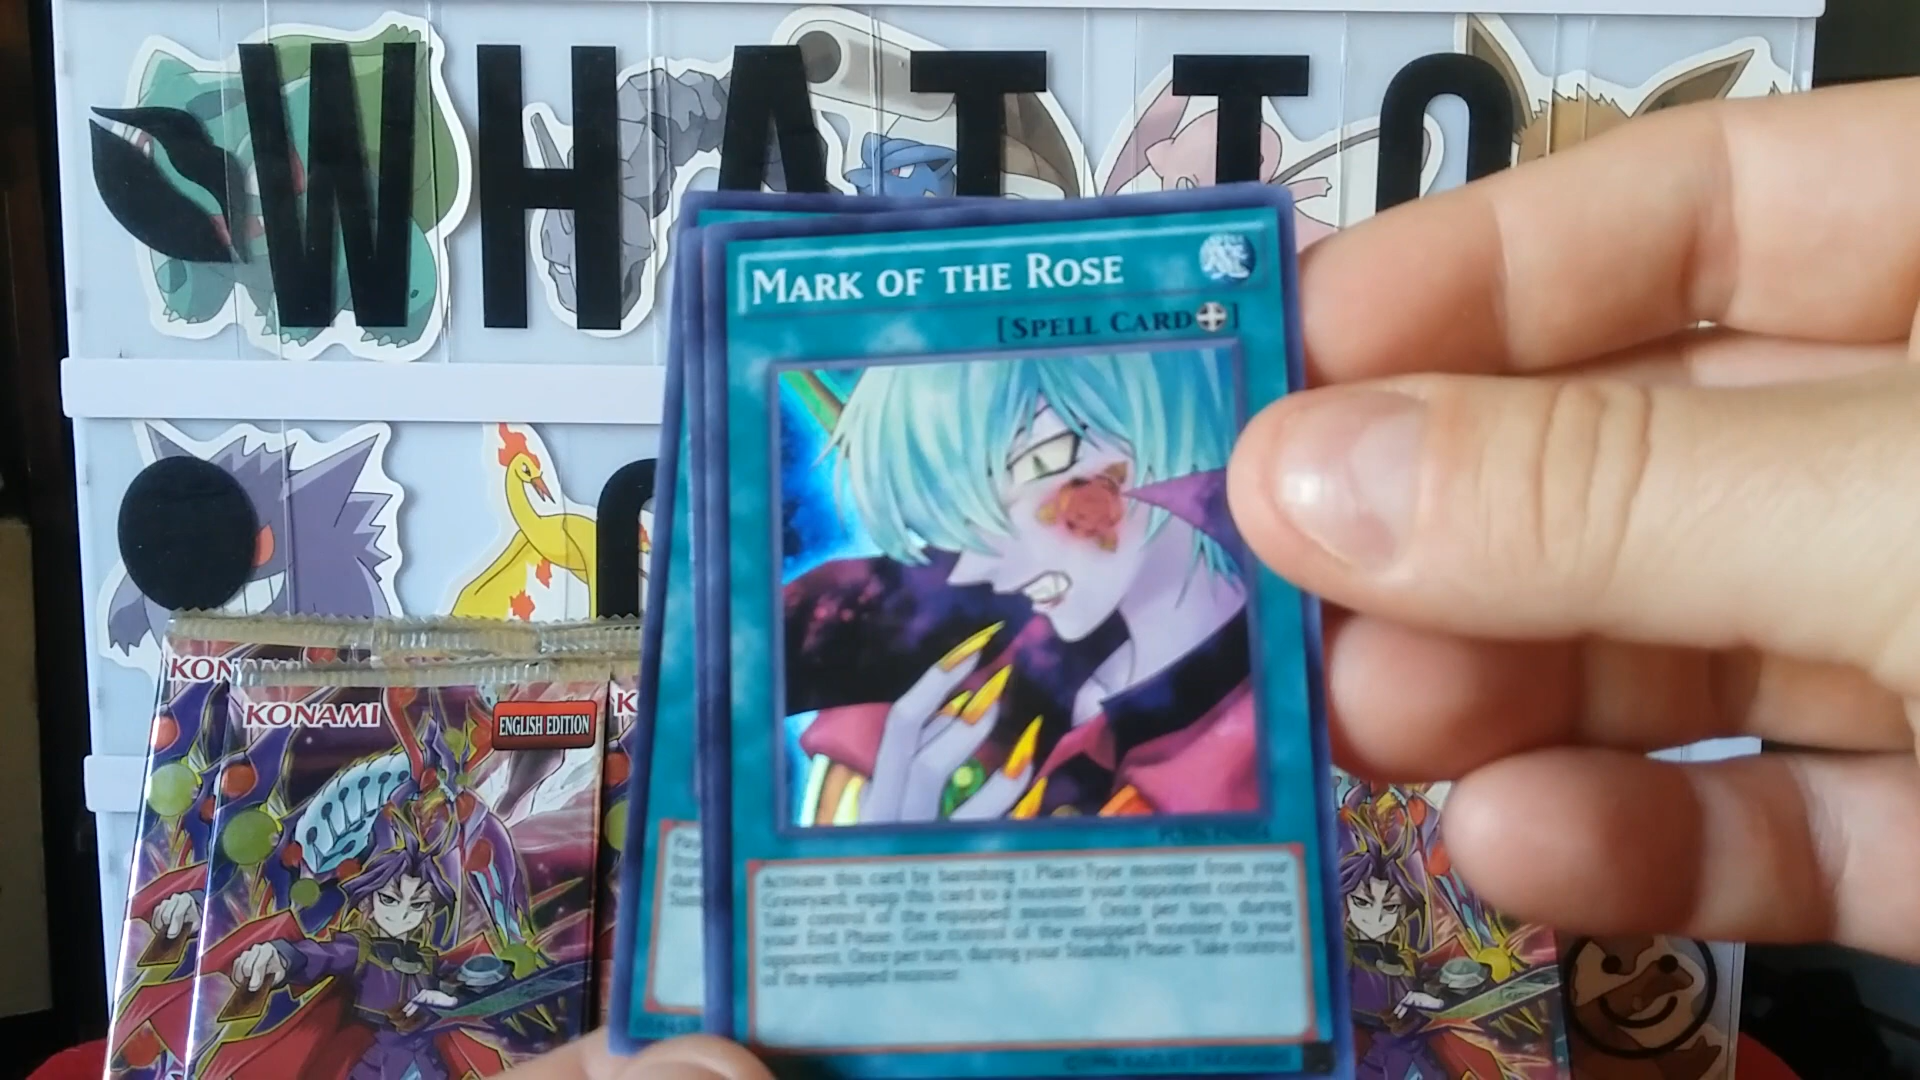 WHAT TO
MARK OF THE ROSE
[SPELL CARD]
KONAMI
KONAMI
ENGLISH EDITION
Activate this card by banishing 1 Plant-Type monster from your
Graveyard; equip this card to a monster your opponent controls.
Take control of the equipped monster. Once per turn, during
your End Phase: Give control of the equipped monster to your
opponent. Once per turn, during your Standby Phase: Take control
of the equipped monster.